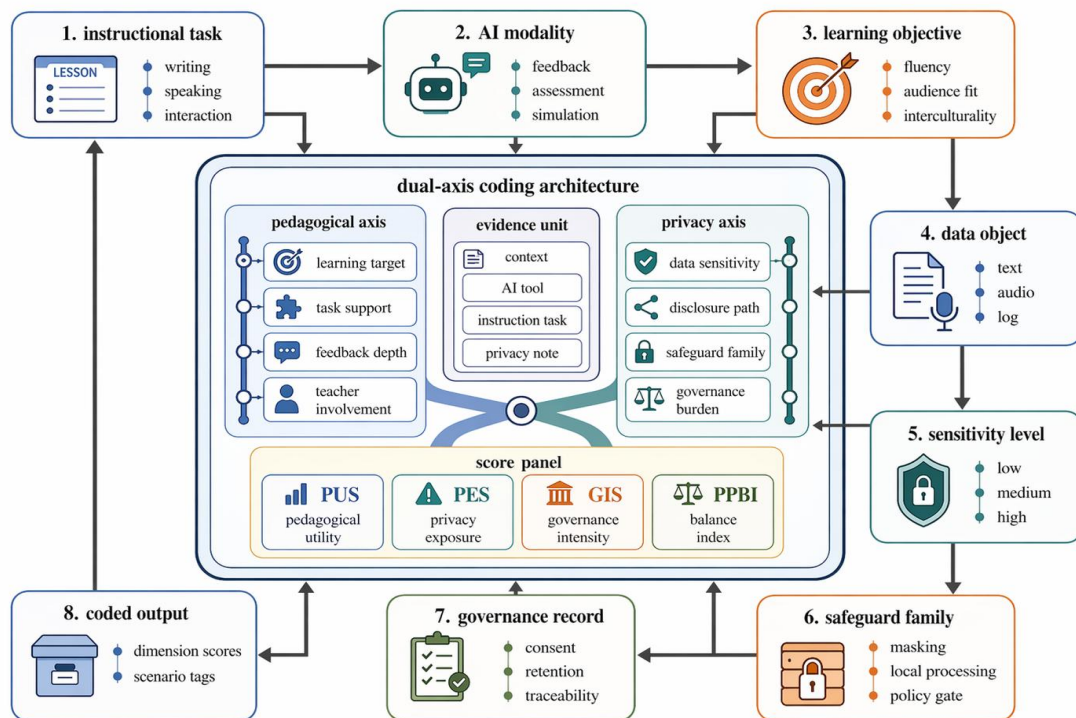 1. instructional task
LESSON
writing
speaking
interaction
2. AI modality
feedback
assessment
simulation
3. learning objective
fluency
audience fit
interculturality
dual-axis coding architecture
pedagogical axis
learning target
task support
feedback depth
teacher
involvement
evidence unit
context
AI tool
instruction task
privacy note
privacy axis
data sensitivity
disclosure path
safeguard family
governance
burden
4. data object
text
audio
log
5. sensitivity level
low
medium
high
score panel
PUS
pedagogical
utility
PES
privacy
exposure
GIS
governance
intensity
PPBI
balance
index
8. coded output
dimension scores
scenario tags
7. governance record
consent
retention
traceability
6. safeguard family
masking
local processing
policy gate